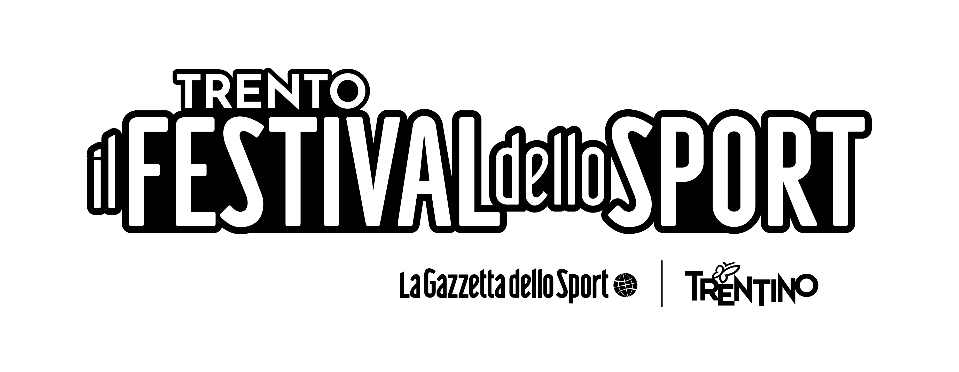 TRENTO
il FESTIVAL dello SPORT
La Gazzetta dello Sport | TRENTINO